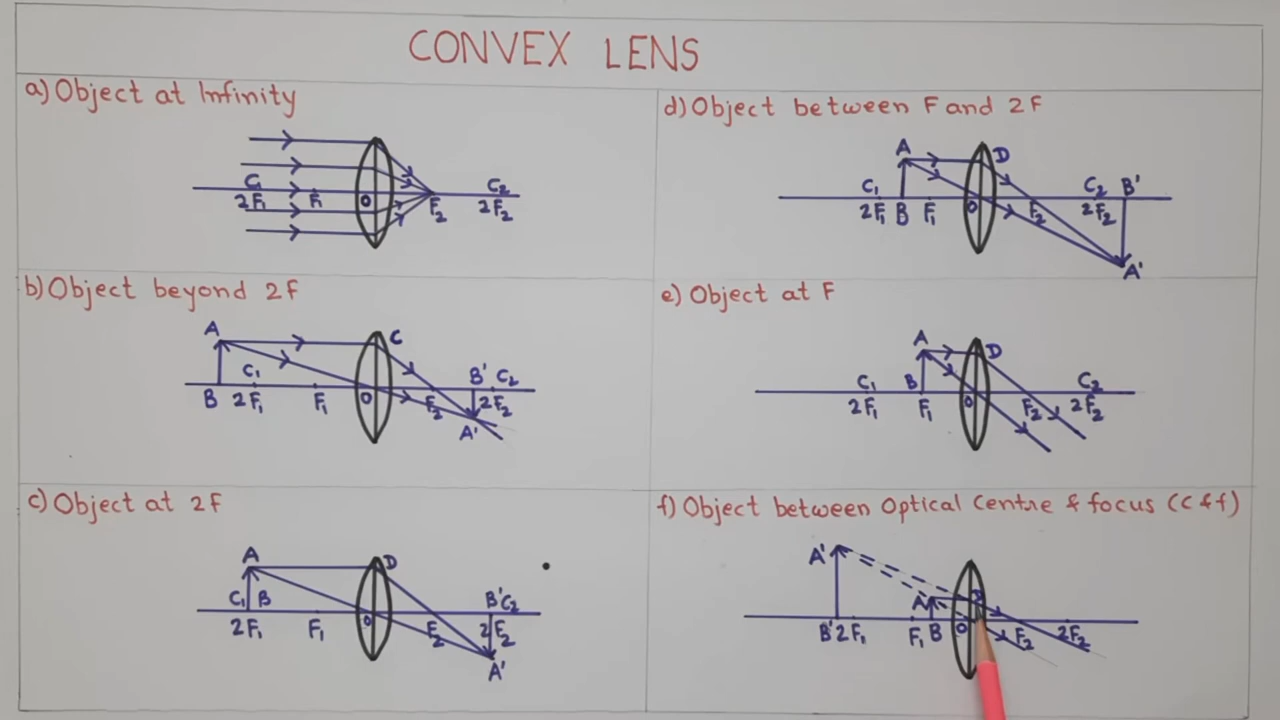 CONVEX LENS
a) Object at Infinity
C1
2F1 F1 O F2 C2
2F2
b) Object beyond 2F
A C
C1 B' C2
B 2F1 F1 O F2 2F2
A'
c) Object at 2F
A D
C1 B B' C2
2F1 F1 O F2 2F2
A'
d) Object between F and 2F
A D
C1 C2 B'
2F1 B F1 O F2 2F2
A'
e) Object at F
A D
C1 B C2
2F1 F1 O F2 2F2
f) Object between Optical Centre & focus (C & f)
A'
A
B' 2F1 F1 B O F2 2F2